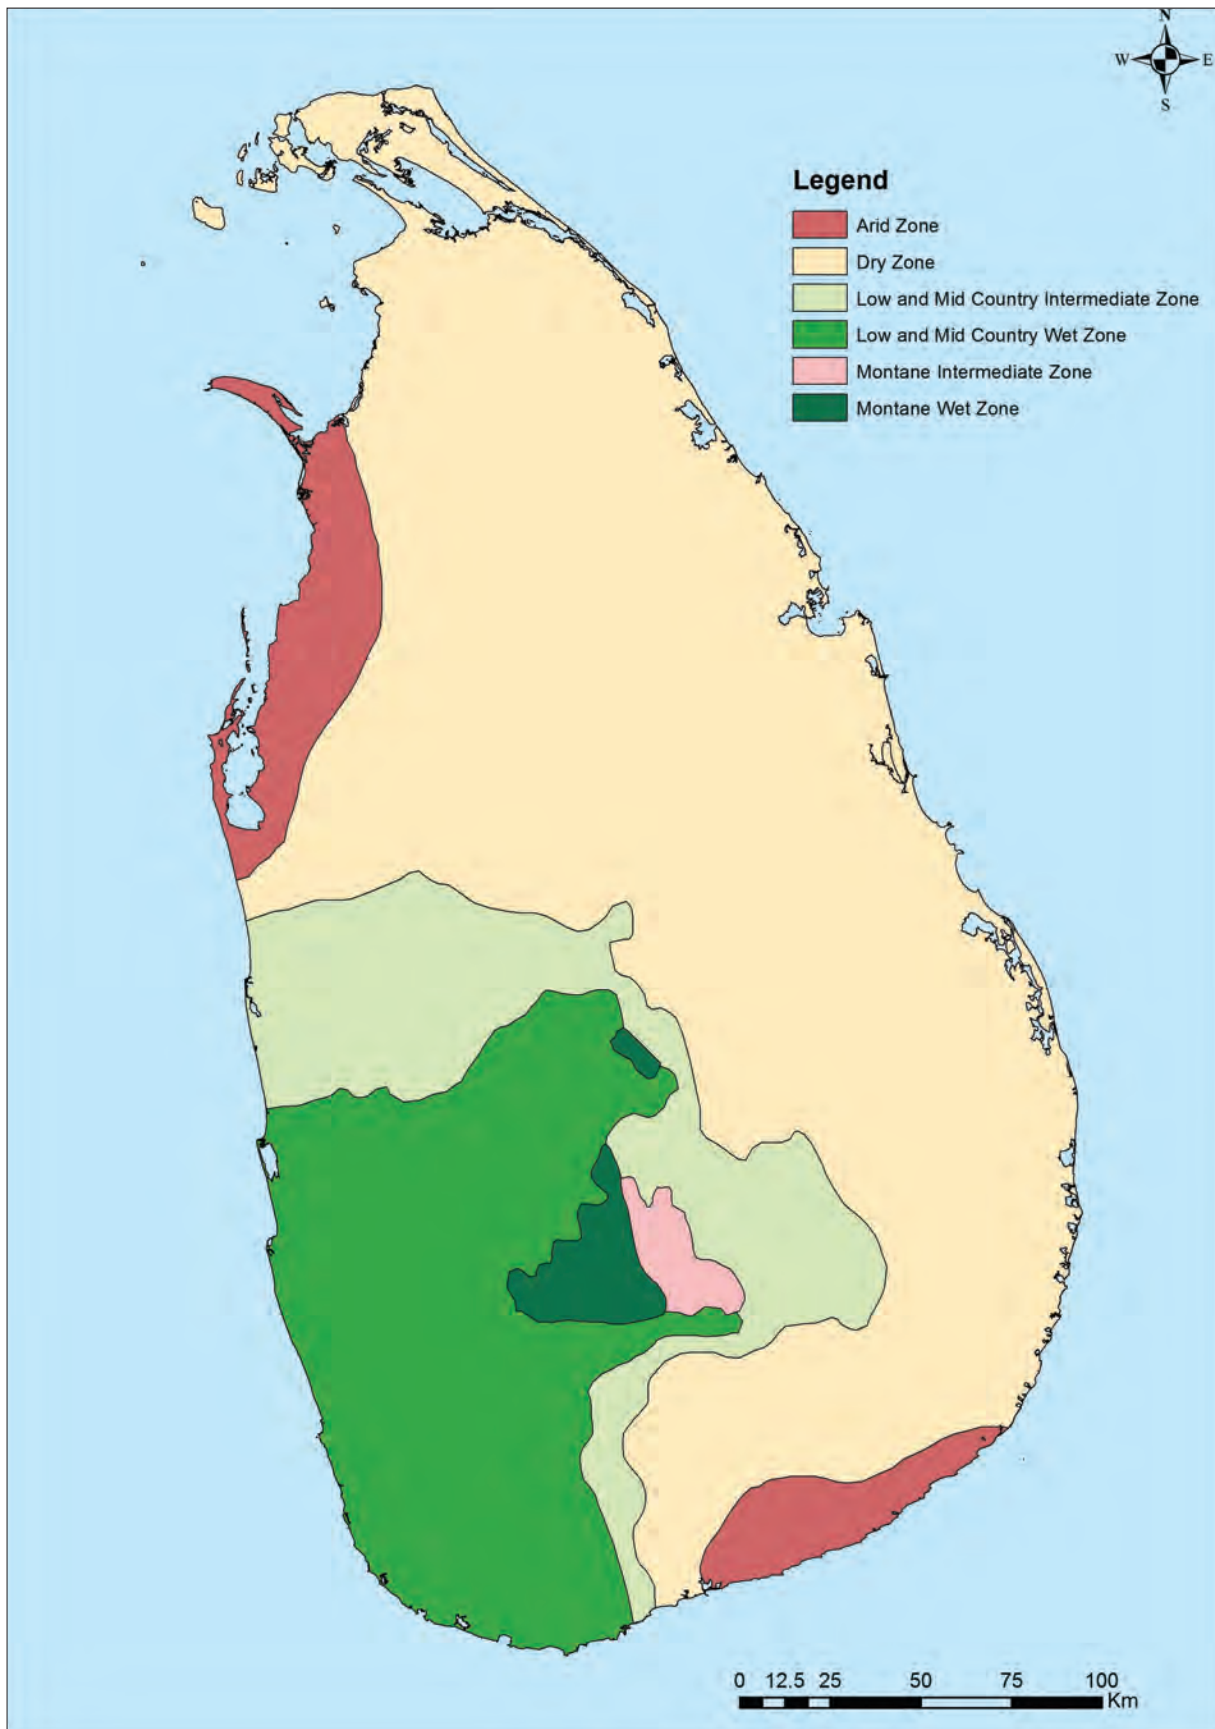 N
W E
S
Legend
Arid Zone
Dry Zone
Low and Mid Country Intermediate Zone
Low and Mid Country Wet Zone
Montane Intermediate Zone
Montane Wet Zone
0 12.5 25 50 75 100
Km